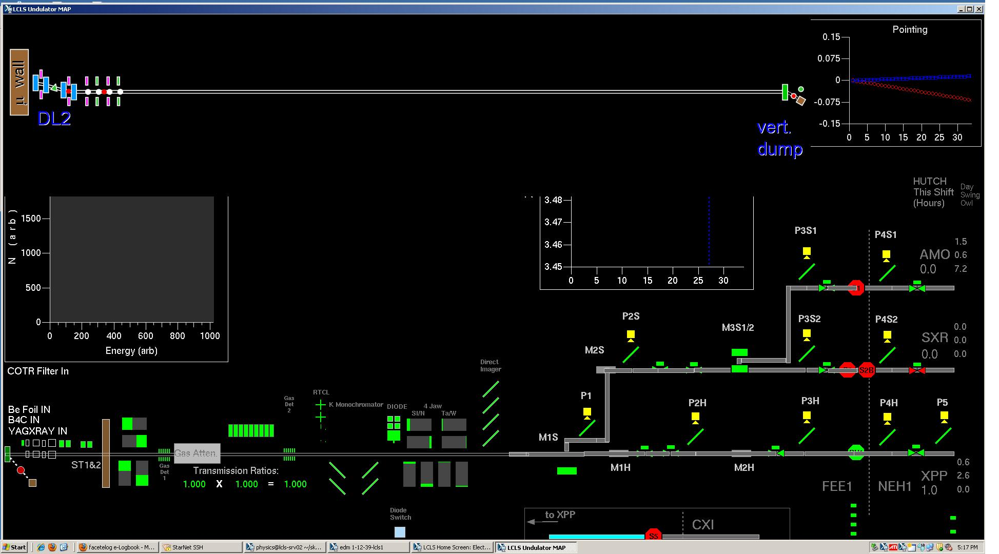 LCLS Undulator MAP
Pointing
0.15
0.075
0
-0.075
-0.15
0
5
10
15
20
25
30
μ wall
DL2
vert.
dump
HUTCH
This Shift
(Hours)
Day
Swing
Owl
N (arb)
1500
1000
500
0
0
200
400
600
800
1000
Energy (arb)
3.48
3.47
3.46
3.45
0
5
10
15
20
25
30
P3S1
P4S1
1.5
AMO
0.6
0.0
7.2
P2S
M3S1/2
P3S2
P4S2
0.0
SXR
0.0
0.0
0.0
M2S
S2B
COTR Filter In
Direct
Imager
Be Foil IN
B4C IN
YAGXRAY IN
Gas
Det
2
RTCL
K Monochromator
DIODE
4 Jaw
SI/N
Ta/W
P1
P2H
P3H
P4H
P5
M1S
Gas Atten.
ST1&2
Gas
Det
1
Transmission Ratios:
1.000 X 1.000 = 1.000
M1H
M2H
FEE1
NEH1
0.6
XPP
2.6
1.0
0.0
Diode
Switch
to XPP
CXI
S5
Start
facetelog e-Logbook - M...
StarNet SSH
physics@lcls-srv02 ~/sk...
edm 1-12-39-lcls1
LCLS Home Screen: Elect...
LCLS Undulator MAP
ATI
5:17 PM